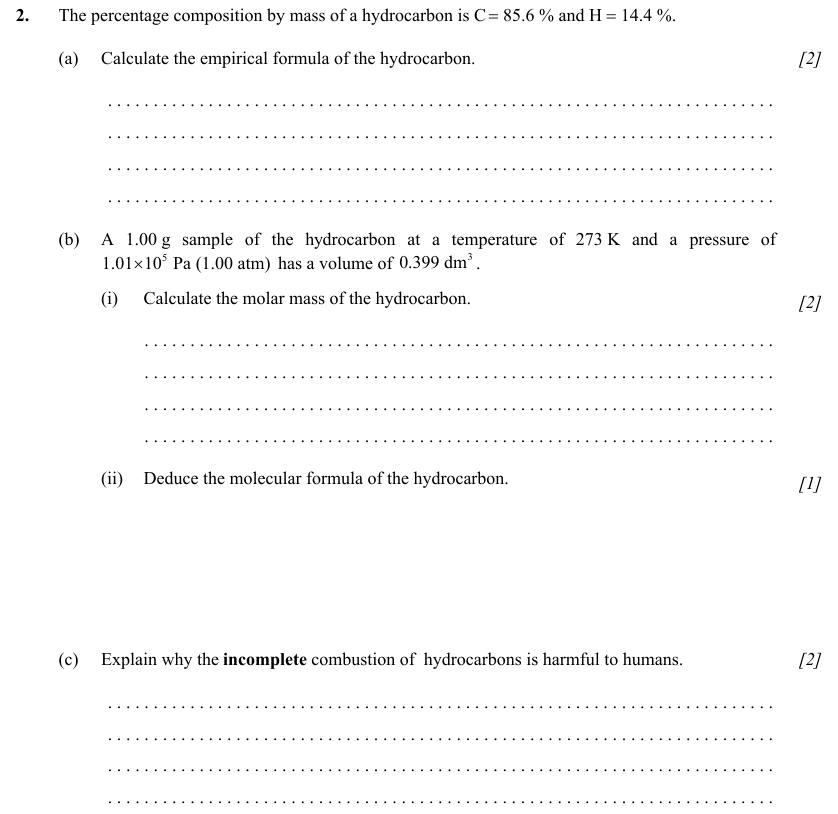 2. The percentage composition by mass of a hydrocarbon is C = 85.6 % and H = 14.4 %.
(a) Calculate the empirical formula of the hydrocarbon. [2]
(b) A 1.00 g sample of the hydrocarbon at a temperature of 273 K and a pressure of
1.01×10⁵ Pa (1.00 atm) has a volume of 0.399 dm³.
(i) Calculate the molar mass of the hydrocarbon. [2]
(ii) Deduce the molecular formula of the hydrocarbon. [1]
(c) Explain why the incomplete combustion of hydrocarbons is harmful to humans. [2]